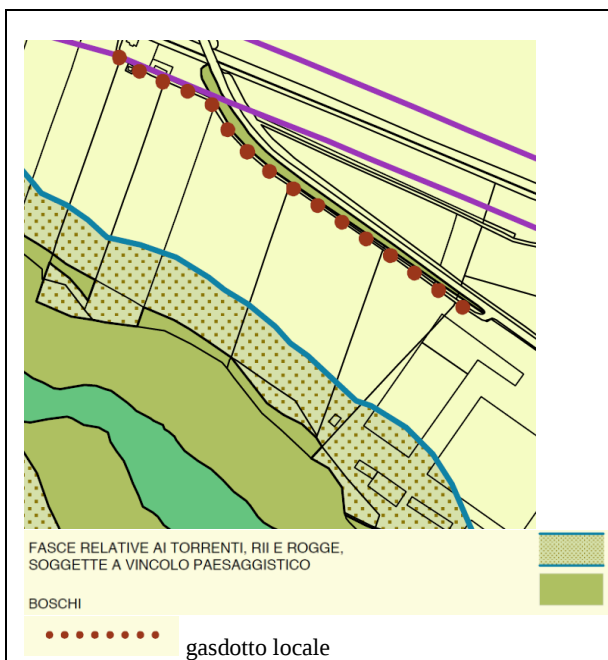 FASCE RELATIVE AI TORRENTI, RII E ROGGE,
SOGGETTE A VINCOLO PAESAGGISTICO
BOSCHI
gasdotto locale